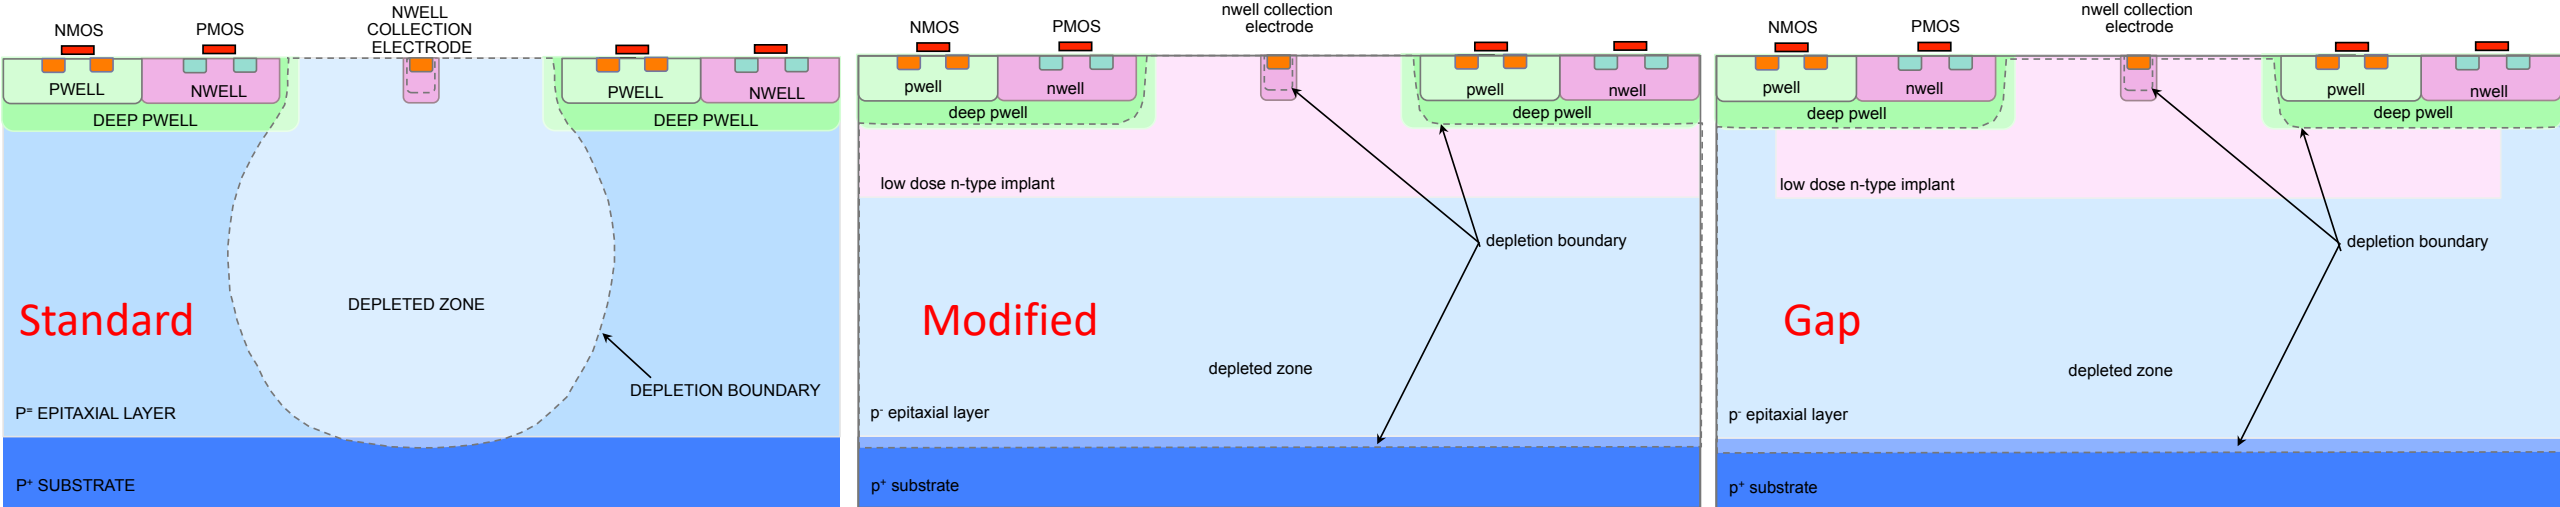 NMOS
PMOS
NWELL
COLLECTION
ELECTRODE
PWELL
NWELL
PWELL
NWELL
DEEP PWELL
DEEP PWELL
DEPLETED ZONE
Standard
DEPLETION BOUNDARY
P= EPITAXIAL LAYER
P+ SUBSTRATE
NMOS
PMOS
nwell collection
electrode
pwell
nwell
pwell
nwell
deep pwell
deep pwell
low dose n-type implant
depletion boundary
Modified
depleted zone
p- epitaxial layer
p+ substrate
NMOS
PMOS
nwell collection
electrode
pwell
nwell
pwell
nwell
deep pwell
deep pwell
low dose n-type implant
depletion boundary
Gap
depleted zone
p- epitaxial layer
p+ substrate